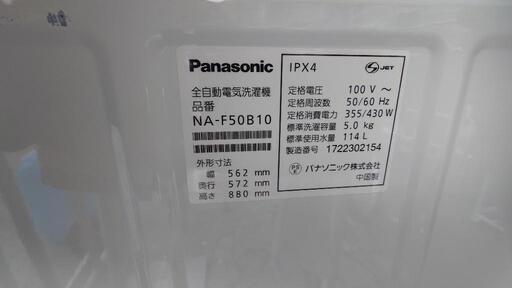 Panasonic
全自動電気洗濯機
品番
NA-F50B10
外形寸法
幅 562 mm
奥行 572 mm
高さ 880 mm
IPX4
JET
定格電圧 100 V ～
定格周波数 50/60 Hz
定格消費電力 355/430 W
標準洗濯容量 5.0 kg
標準使用水量 114 L
製造番号 1722302154
PSE
パナソニック株式会社
中国製